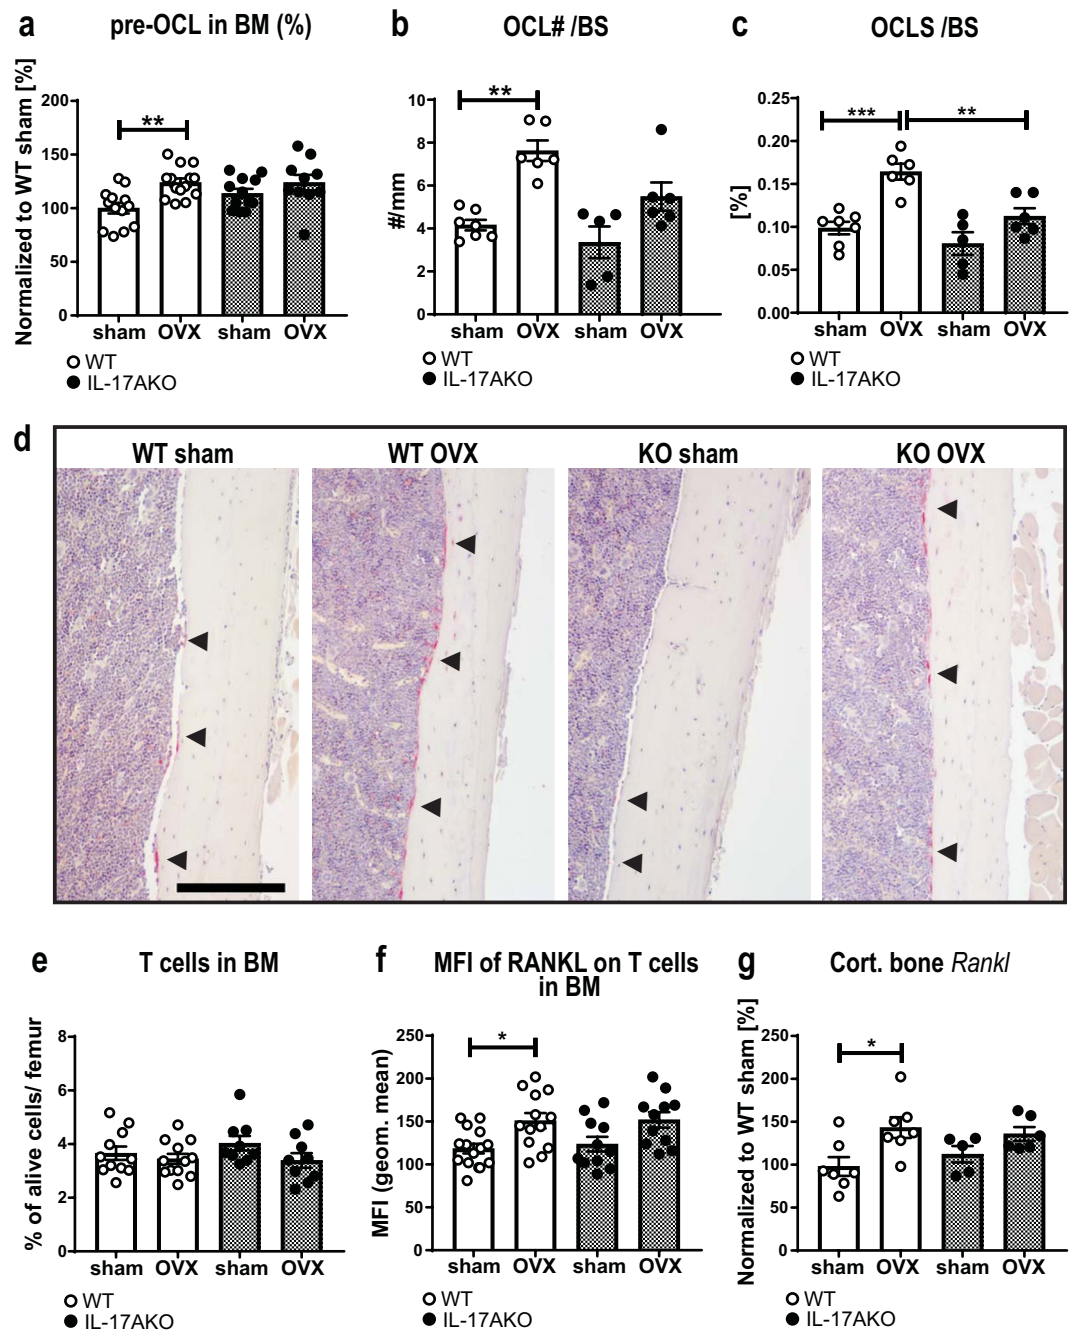 a
pre-OCL in BM (%)
Normalized to WT sham [%]
200
150
100
50
0
**
sham OVX sham OVX
WT
IL-17AKO
b
OCL# /BS
#/mm
10
8
6
4
2
0
**
sham OVX sham OVX
WT
IL-17AKO
c
OCLS /BS
[%]
0.25
0.20
0.15
0.10
0.05
0.00
*** **
sham OVX sham OVX
WT
IL-17AKO
d
WT sham WT OVX KO sham KO OVX
e
T cells in BM
% of alive cells/ femur
8
6
4
2
0
sham OVX sham OVX
WT
IL-17AKO
f
MFI of RANKL on T cells
in BM
MFI (geom. mean)
250
200
150
100
50
0
*
sham OVX sham OVX
WT
IL-17AKO
g
Cort. bone Rankl
Normalized to WT sham [%]
250
200
150
100
50
0
*
sham OVX sham OVX
WT
IL-17AKO